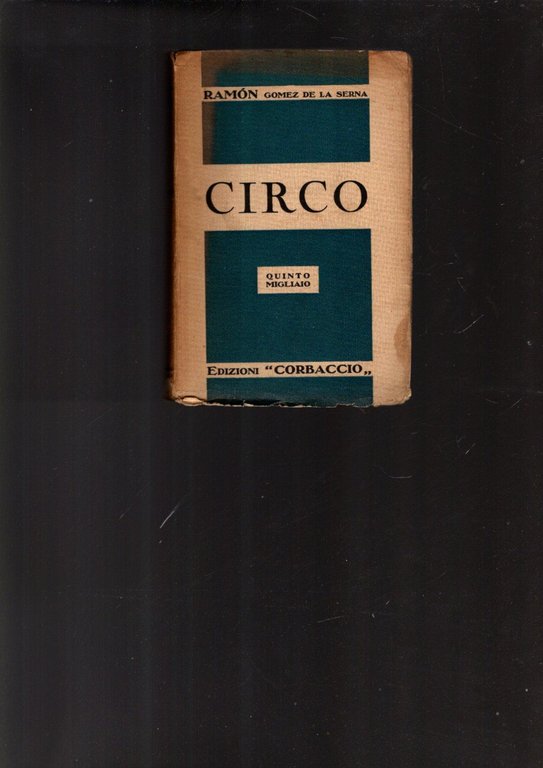 RAMÓN GOMEZ DE LA SERNA
CIRCO
QUINTO
MIGLIAIO
EDIZIONI "CORBACCIO„